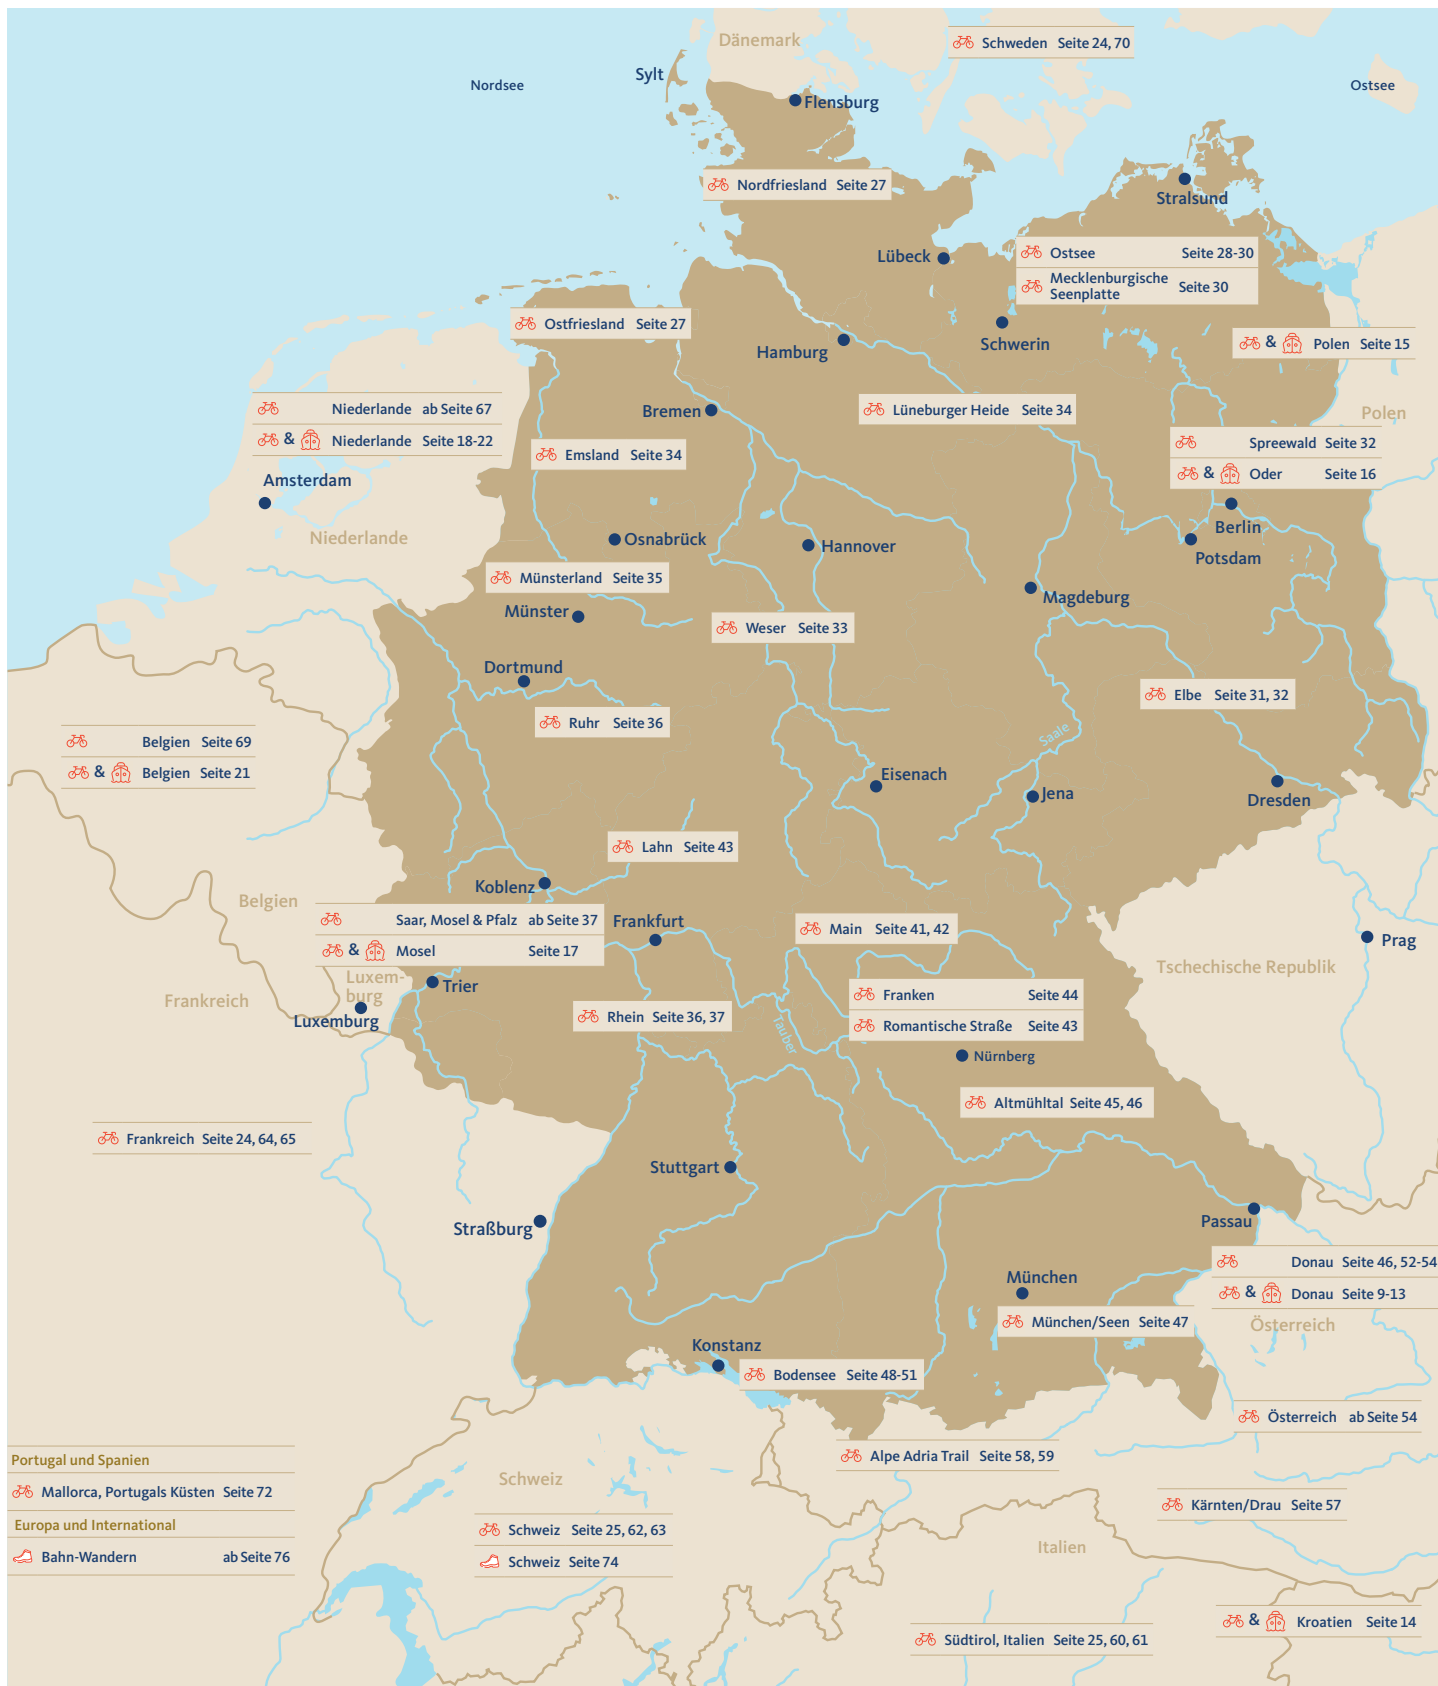 Dänemark
Schweden Seite 24, 70
Sylt
Nordsee
Ostsee
Flensburg
Nordfriesland Seite 27
Stralsund
Lübeck
Ostsee Seite 28-30
Mecklenburgische
Seenplatte Seite 30
Ostfriesland Seite 27
Hamburg
Schwerin
& Polen Seite 15
Niederlande ab Seite 67
& Niederlande Seite 18-22
Bremen
Lüneburger Heide Seite 34
Polen
Emsland Seite 34
Spreewald Seite 32
& Oder Seite 16
Amsterdam
Niederlande
Osnabrück
Hannover
Berlin
Potsdam
Münsterland Seite 35
Münster
Magdeburg
Weser Seite 33
Dortmund
Elbe Seite 31, 32
Ruhr Seite 36
Saale
Belgien Seite 69
& Belgien Seite 21
Eisenach
Jena
Dresden
Lahn Seite 43
Koblenz
Belgien
Saar, Mosel & Pfalz ab Seite 37
& Mosel Seite 17
Frankfurt
Main Seite 41, 42
Prag
Tschechische Republik
Luxem-
burg
Trier
Frankreich
Luxemburg
Franken Seite 44
Romantische Straße Seite 43
Rhein Seite 36, 37
Tauber
Nürnberg
Altmühltal Seite 45, 46
Frankreich Seite 24, 64, 65
Stuttgart
Straßburg
Passau
Donau Seite 46, 52-54
& Donau Seite 9-13
München
München/Seen Seite 47
Österreich
Konstanz
Bodensee Seite 48-51
Österreich ab Seite 54
Alpe Adria Trail Seite 58, 59
Portugal und Spanien
Mallorca, Portugals Küsten Seite 72
Europa und International
Bahn-Wandern ab Seite 76
Schweiz
Schweiz Seite 25, 62, 63
Schweiz Seite 74
Kärnten/Drau Seite 57
Italien
& Kroatien Seite 14
Südtirol, Italien Seite 25, 60, 61